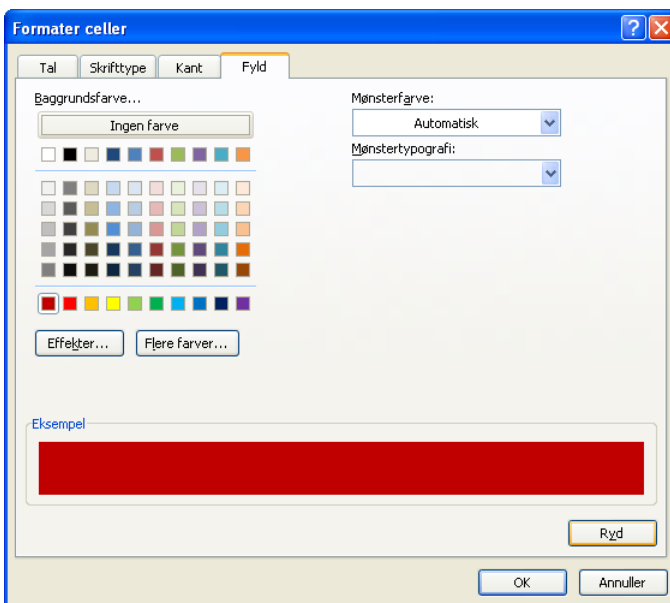 Formater celler
Tal Skrifttype Kant Fyld
Baggrundsfarve...
Ingen farve
Mønsterfarve:
Automatisk
Mønstertypografi:
Effekter... Flere farver...
Eksempel
Ryd
OK Annuller